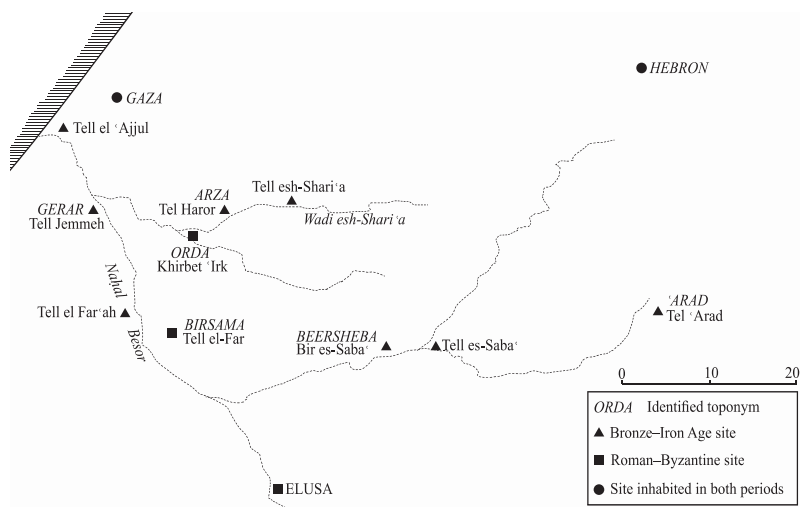 HEBRON
GAZA
Tell el ʿAjjul
Tell esh-Shariʿa
ARZA
Tel Haror
Wadi esh-Shariʿa
GERAR
Tell Jemmeh
ORDA
Khirbet ʿIrk
Naḥal
Besor
Tell el Farʿah
BIRSAMA
Tell el-Far
BEERSHEBA
Bir es-Sabaʿ
Tell es-Sabaʿ
ʿARAD
Tel ʿArad
0 10 20
ORDA Identified toponym
Bronze–Iron Age site
Roman–Byzantine site
Site inhabited in both periods
ELUSA